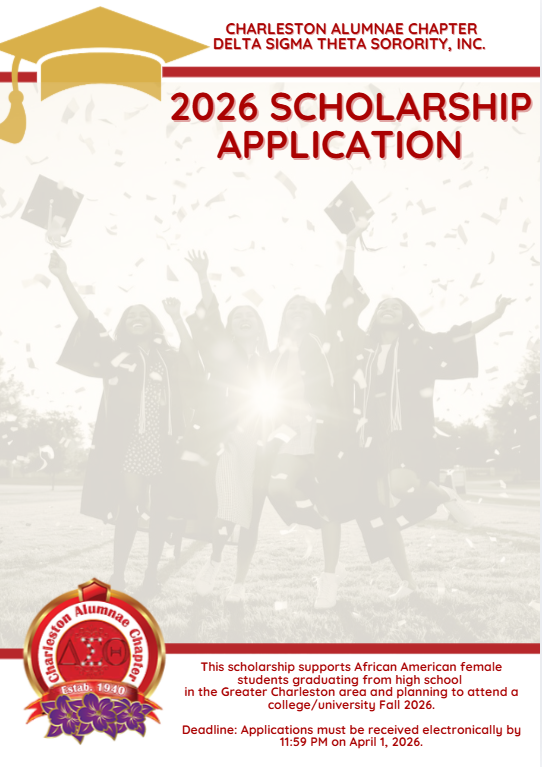 CHARLESTON ALUMNAE CHAPTER
DELTA SIGMA THETA SORORITY, INC.
2026 SCHOLARSHIP
APPLICATION
Charleston Alumnae Chapter
ΔΣΘ
Estab. 1940
This scholarship supports African American female
students graduating from high school
in the Greater Charleston area and planning to attend a
college/university Fall 2026.
Deadline: Applications must be received electronically by
11:59 PM on April 1, 2026.